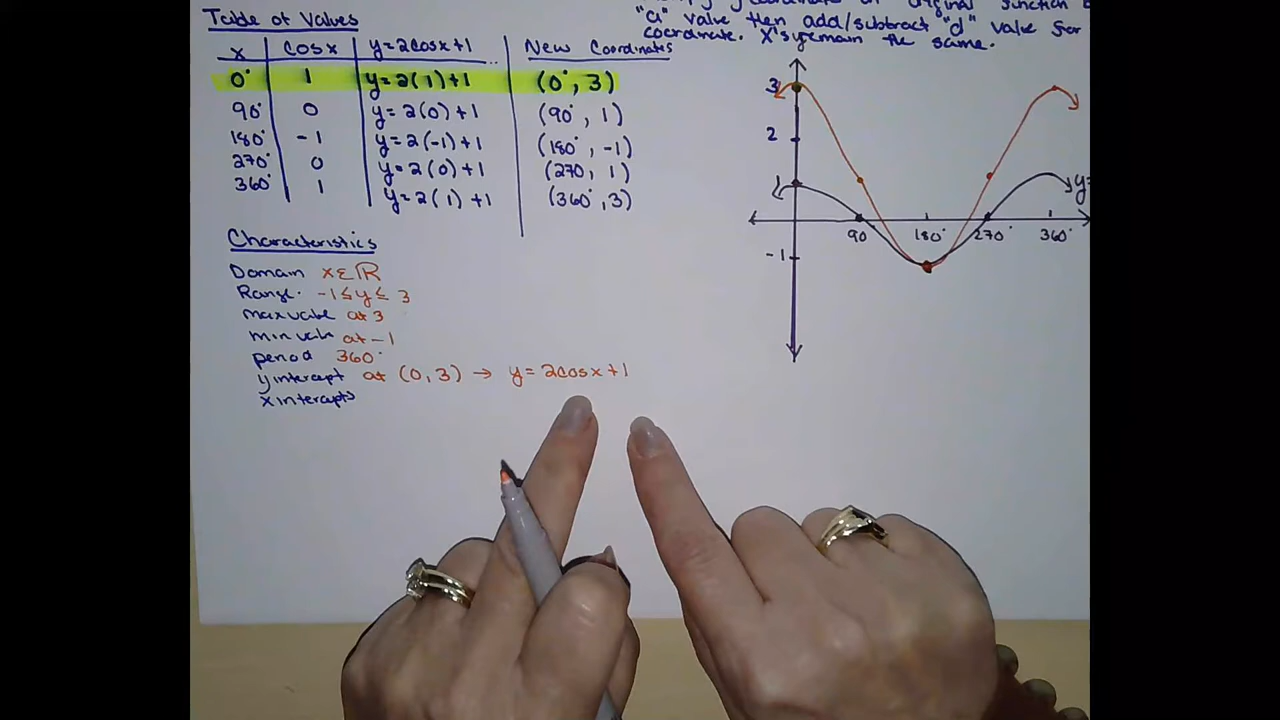 "a" value then add/subtract "d" value for
coordinate. X's remain the same.
Table of Values
x cosx y=2cosx+1 New Coordinates
0° 1 y=2(1)+1 (0°, 3)
90° 0 y=2(0)+1 (90°, 1)
180° -1 y=2(-1)+1 (180°, -1)
270° 0 y=2(0)+1 (270, 1)
360° 1 y=2(1)+1 (360°, 3)
Characteristics
Domain x∈ℝ
Range. -1≤y≤3
max value at 3
min value at -1
period 360°
y intercept at (0, 3) → y=2cosx+1
x intercepts
y
3
2
1
-1
90 180° 270° 360°
y=